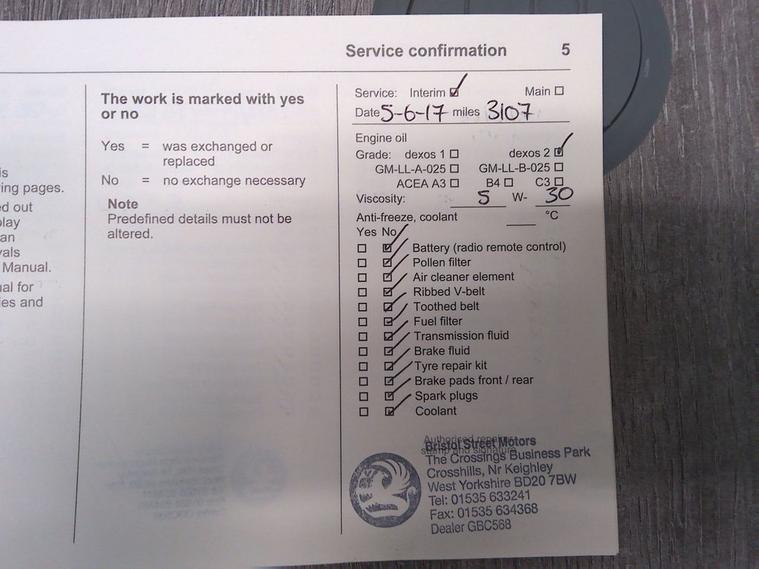 Service confirmation 5
is
ing pages.
ed out
play
an
vals
Manual.
ual for
ies and
The work is marked with yes
or no
Yes = was exchanged or
replaced
No = no exchange necessary
Note
Predefined details must not be
altered.
Service: Interim Main
Date 5-6-17 miles 3107
Engine oil
Grade: dexos 1 dexos 2
GM-LL-A-025 GM-LL-B-025
ACEA A3 B4 C3
Viscosity: 5 W- 30
Anti-freeze, coolant °C
Yes No
Battery (radio remote control)
Pollen filter
Air cleaner element
Ribbed V-belt
Toothed belt
Fuel filter
Transmission fluid
Brake fluid
Tyre repair kit
Brake pads front / rear
Spark plugs
Coolant
Authorised repairer
Bristol Street Motors
The Crossings Business Park
Crosshills, Nr Keighley
West Yorkshire BD20 7BW
Tel: 01535 633241
Fax: 01535 634368
Dealer GBC568